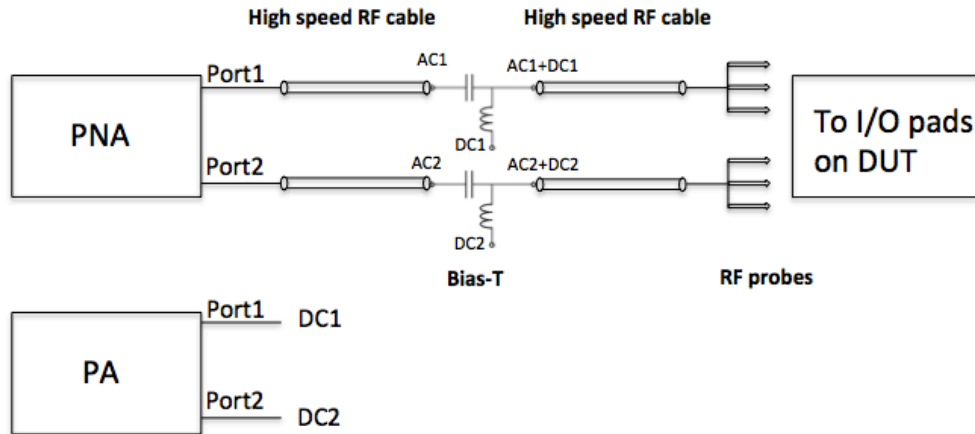 High speed RF cable High speed RF cable
Port1 AC1 AC1+DC1
PNA
DC1
To I/O pads
on DUT
Port2 AC2 AC2+DC2
DC2
Bias-T RF probes
Port1 DC1
PA
Port2 DC2